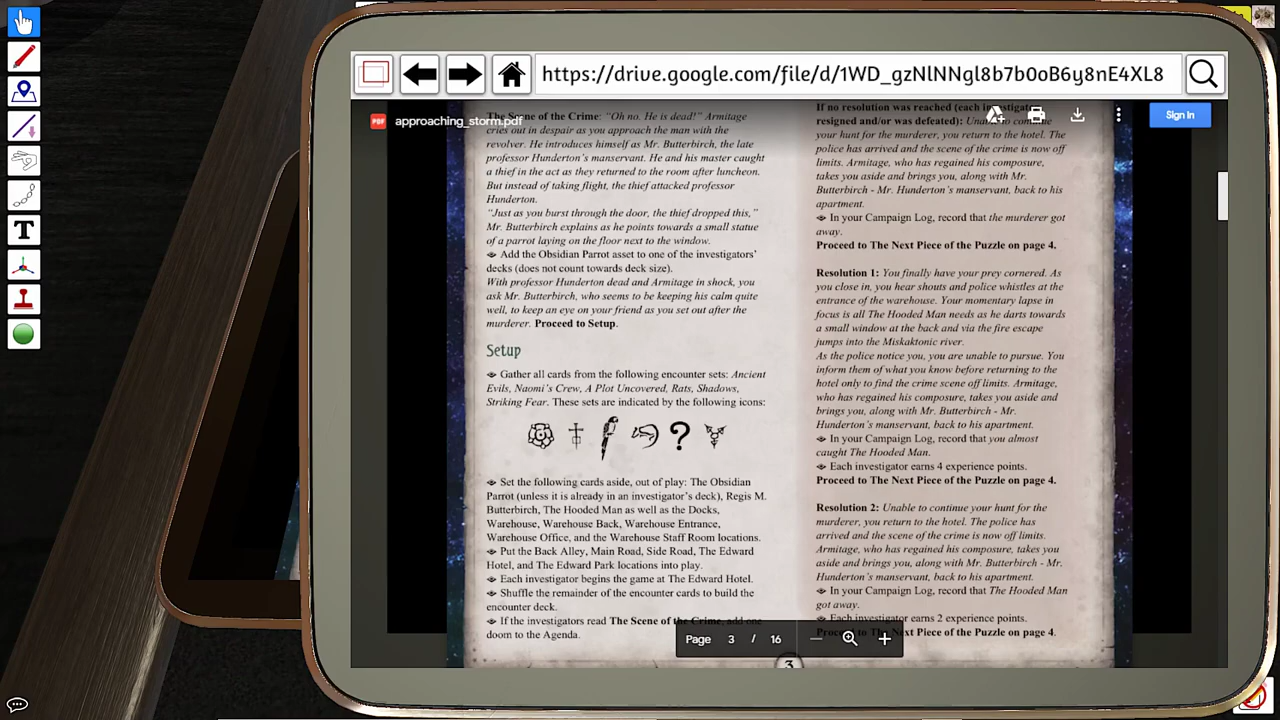 https://drive.google.com/file/d/1WD_gzNlNNgl8b7b0oB6y8nE4XL8
PDF approaching_storm.pdf
Sign In
The Scene of the Crime: “Oh no. He is dead!” Armitage
cries out in despair as you approach the man with the
revolver. He introduces himself as Mr. Butterbirch, the late
professor Hunderton’s manservant. He and his master caught
a thief in the act as they returned to the room after luncheon.
But instead of taking flight, the thief attacked professor
Hunderton.
“Just as you burst through the door, the thief dropped this,”
Mr. Butterbirch explains as he points towards a small statue
of a parrot laying on the floor next to the window.
Add the Obsidian Parrot asset to one of the investigators’
decks (does not count towards deck size).
With professor Hunderton dead and Armitage in shock, you
ask Mr. Butterbirch, who seems to be keeping his calm quite
well, to keep an eye on your friend as you set out after the
murderer. Proceed to Setup.
Setup
Gather all cards from the following encounter sets: Ancient
Evils, Naomi’s Crew, A Plot Uncovered, Rats, Shadows,
Striking Fear. These sets are indicated by the following icons:
Set the following cards aside, out of play: The Obsidian
Parrot (unless it is already in an investigator’s deck), Regis M.
Butterbirch, The Hooded Man as well as the Docks,
Warehouse, Warehouse Back, Warehouse Entrance,
Warehouse Office, and the Warehouse Staff Room locations.
Put the Back Alley, Main Road, Side Road, The Edward
Hotel, and The Edward Park locations into play.
Each investigator begins the game at The Edward Hotel.
Shuffle the remainder of the encounter cards to build the
encounter deck.
If the investigators read The Scene of the Crime, add one
doom to the Agenda.
If no resolution was reached (each investigator
resigned and/or was defeated): Unable to continue
your hunt for the murderer, you return to the hotel. The
police has arrived and the scene of the crime is now off
limits. Armitage, who has regained his composure,
takes you aside and brings you, along with Mr.
Butterbirch - Mr. Hunderton’s manservant, back to his
apartment.
In your Campaign Log, record that the murderer got
away.
Proceed to The Next Piece of the Puzzle on page 4.
Resolution 1: You finally have your prey cornered. As
you close in, you hear shouts and police whistles at the
entrance of the warehouse. Your momentary lapse in
focus is all The Hooded Man needs as he darts towards
a small window at the back and via the fire escape
jumps into the Miskaktonic river.
As the police notice you, you are unable to pursue. You
inform them of what you know before returning to the
hotel only to find the crime scene off limits. Armitage,
who has regained his composure, takes you aside and
brings you, along with Mr. Butterbirch - Mr.
Hunderton’s manservant, back to his apartment.
In your Campaign Log, record that you almost
caught The Hooded Man.
Each investigator earns 4 experience points.
Proceed to The Next Piece of the Puzzle on page 4.
Resolution 2: Unable to continue your hunt for the
murderer, you return to the hotel. The police has
arrived and the scene of the crime is now off limits.
Armitage, who has regained his composure, takes you
aside and brings you, along with Mr. Butterbirch - Mr.
Hunderton’s manservant, back to his apartment.
In your Campaign Log, record that The Hooded Man
got away.
Each investigator earns 2 experience points.
Proceed to The Next Piece of the Puzzle on page 4.
Page 3 / 16
3
T